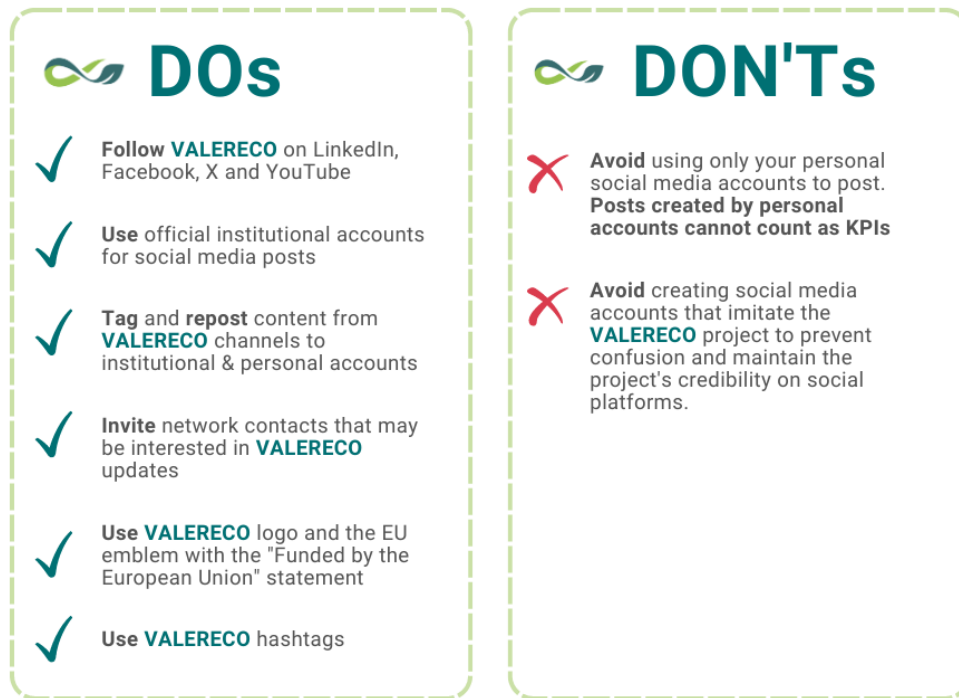 DOs
Follow VALERECO on LinkedIn,
Facebook, X and YouTube
Use official institutional accounts
for social media posts
Tag and repost content from
VALERECO channels to
institutional & personal accounts
Invite network contacts that may
be interested in VALERECO
updates
Use VALERECO logo and the EU
emblem with the "Funded by the
European Union" statement
Use VALERECO hashtags
DON'Ts
Avoid using only your personal
social media accounts to post.
Posts created by personal
accounts cannot count as KPIs
Avoid creating social media
accounts that imitate the
VALERECO project to prevent
confusion and maintain the
project's credibility on social
platforms.